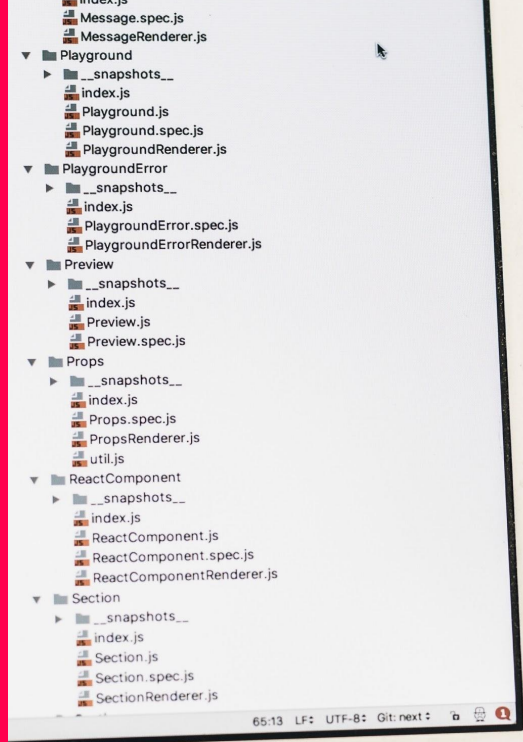 index.js
Message.spec.js
MessageRenderer.js
Playground
__snapshots__
index.js
Playground.js
Playground.spec.js
PlaygroundRenderer.js
PlaygroundError
__snapshots__
index.js
PlaygroundError.spec.js
PlaygroundErrorRenderer.js
Preview
__snapshots__
index.js
Preview.js
Preview.spec.js
Props
__snapshots__
index.js
Props.spec.js
PropsRenderer.js
util.js
ReactComponent
__snapshots__
index.js
ReactComponent.js
ReactComponent.spec.js
ReactComponentRenderer.js
Section
__snapshots__
index.js
Section.js
Section.spec.js
SectionRenderer.js
65:13 LF÷ UTF-8÷ Git: next ÷ 1